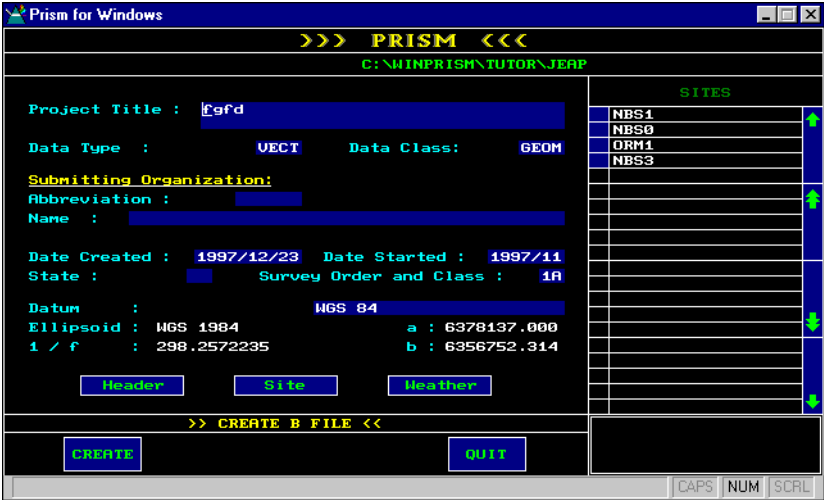 Prism for Windows
>>> PRISM <<<
C:\WINPRISM\TUTOR\JEAP
SITES
NBS1
NBS0
ORM1
NBS3
Project Title : fgfd
Data Type : VECT Data Class: GEOM
Submitting Organization:
Abbreviation :
Name :
Date Created : 1997/12/23 Date Started : 1997/11
State : Survey Order and Class : 1A
Datum : WGS 84
Ellipsoid : WGS 1984 a : 6378137.000
1 / f : 298.2572235 b : 6356752.314
Header Site Weather
>> CREATE B FILE <<
CREATE QUIT
CAPS NUM SCRL